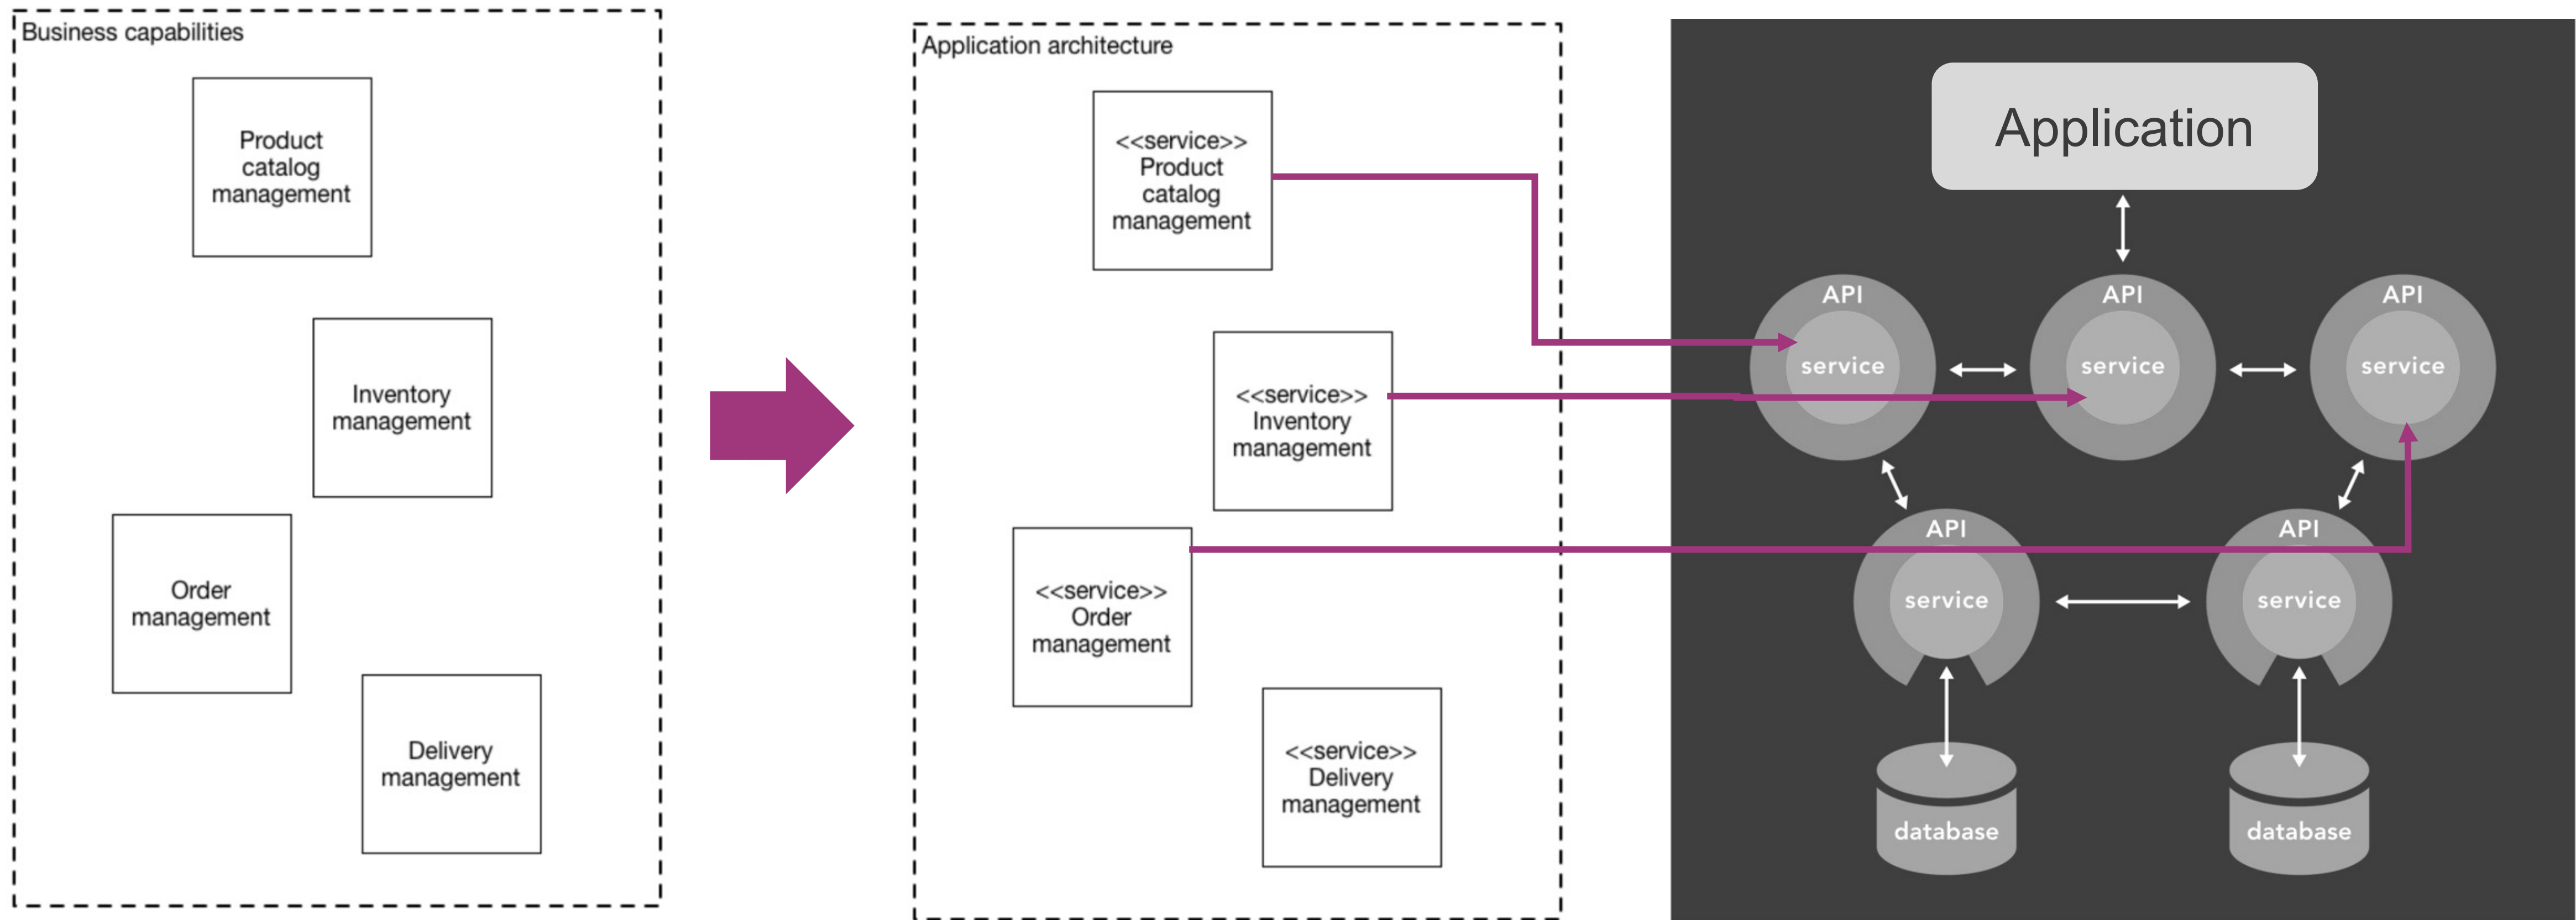 Business capabilities
Product
catalog
management
Inventory
management
Order
management
Delivery
management
Application architecture
<<service>>
Product
catalog
management
<<service>>
Inventory
management
<<service>>
Order
management
<<service>>
Delivery
management
Application
API
service
API
service
API
service
API
service
API
service
database
database